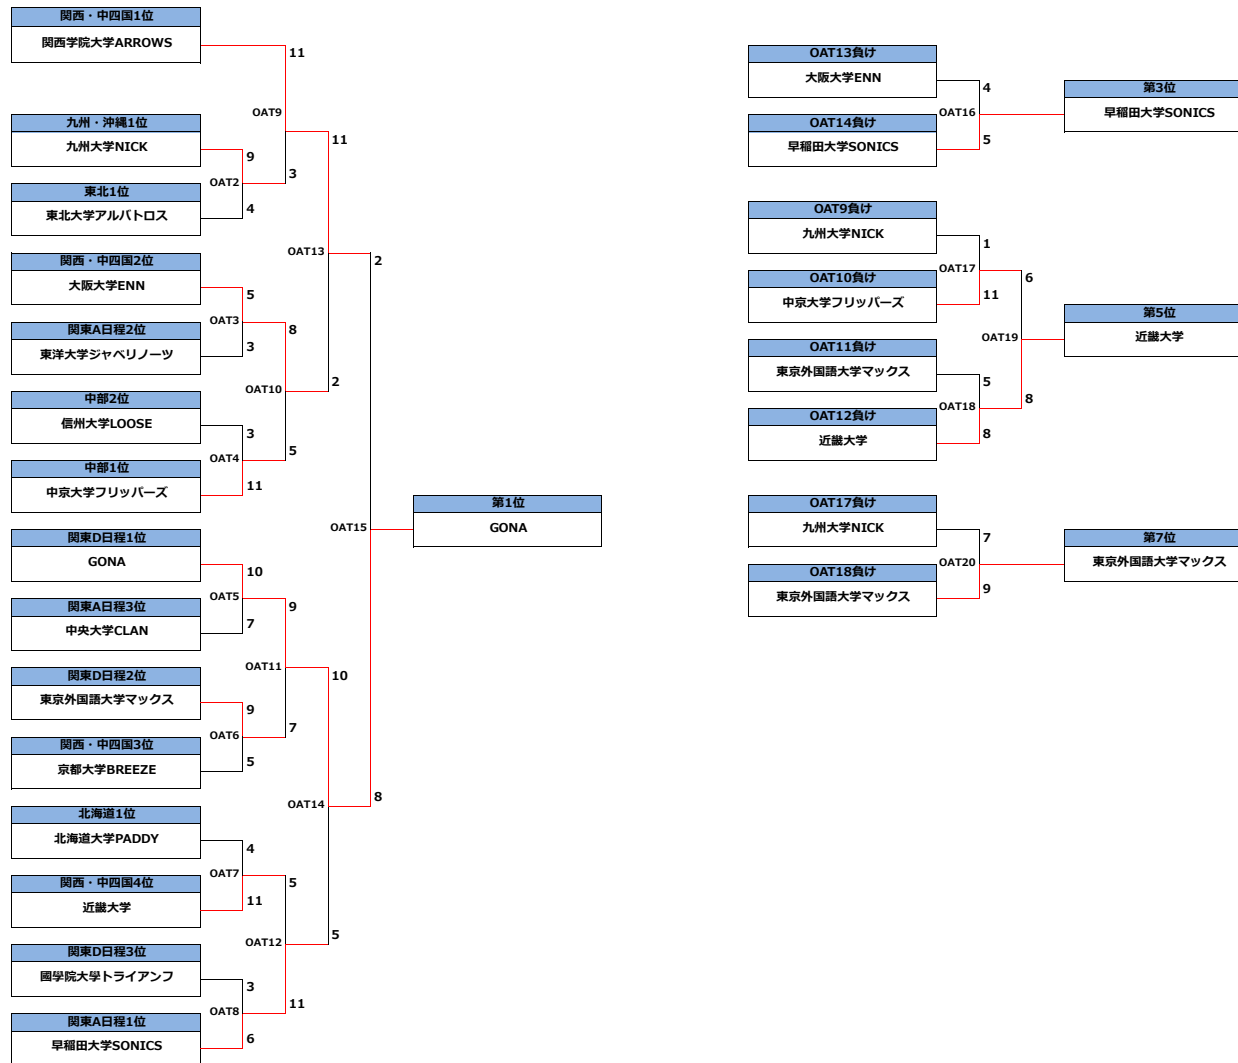 関西・中四国1位
関西学院大学ARROWS
11
OAT9
九州・沖縄1位
九州大学NICK
9
11
OAT2
3
東北1位
東北大学アルバトロス
4
OAT13
2
関西・中四国2位
大阪大学ENN
5
OAT3
8
関東A日程2位
東洋大学ジャベリノーツ
3
OAT10
2
中部2位
信州大学LOOSE
3
OAT4
5
中部1位
中京大学フリッパーズ
11
OAT15
第1位
GONA
関東D日程1位
GONA
10
OAT5
9
関東A日程3位
中央大学CLAN
7
OAT11
10
関東D日程2位
東京外国語大学マックス
9
OAT6
7
関西・中四国3位
京都大学BREEZE
5
OAT14
8
北海道1位
北海道大学PADDY
4
OAT7
5
関西・中四国4位
近畿大学
11
OAT12
5
関東D日程3位
國學院大學トライアンフ
3
OAT8
11
関東A日程1位
早稲田大学SONICS
6
OAT13負け
大阪大学ENN
4
OAT16
第3位
早稲田大学SONICS
OAT14負け
早稲田大学SONICS
5
OAT9負け
九州大学NICK
1
OAT17
6
OAT10負け
中京大学フリッパーズ
11
OAT19
第5位
近畿大学
OAT11負け
東京外国語大学マックス
5
OAT18
8
OAT12負け
近畿大学
8
OAT17負け
九州大学NICK
7
OAT20
第7位
東京外国語大学マックス
OAT18負け
東京外国語大学マックス
9